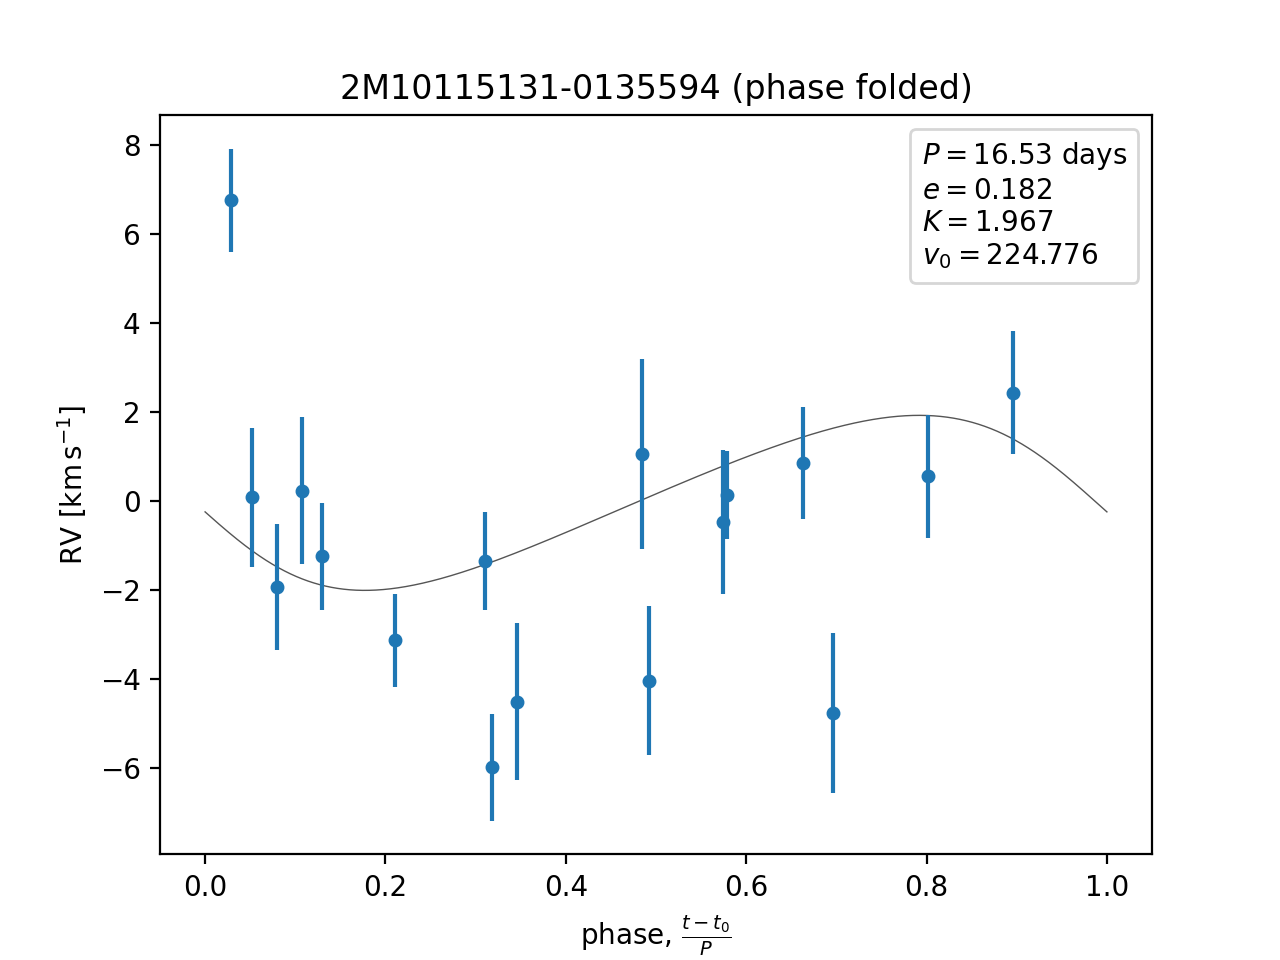 2M10115131-0135594 (phase folded)
P = 16.53 days
e = 0.182
K = 1.967
v₀ = 224.776
8
6
4
2
0
−2
−4
−6
RV [km s⁻¹]
0.0 0.2 0.4 0.6 0.8 1.0
phase, (t − t₀)/P